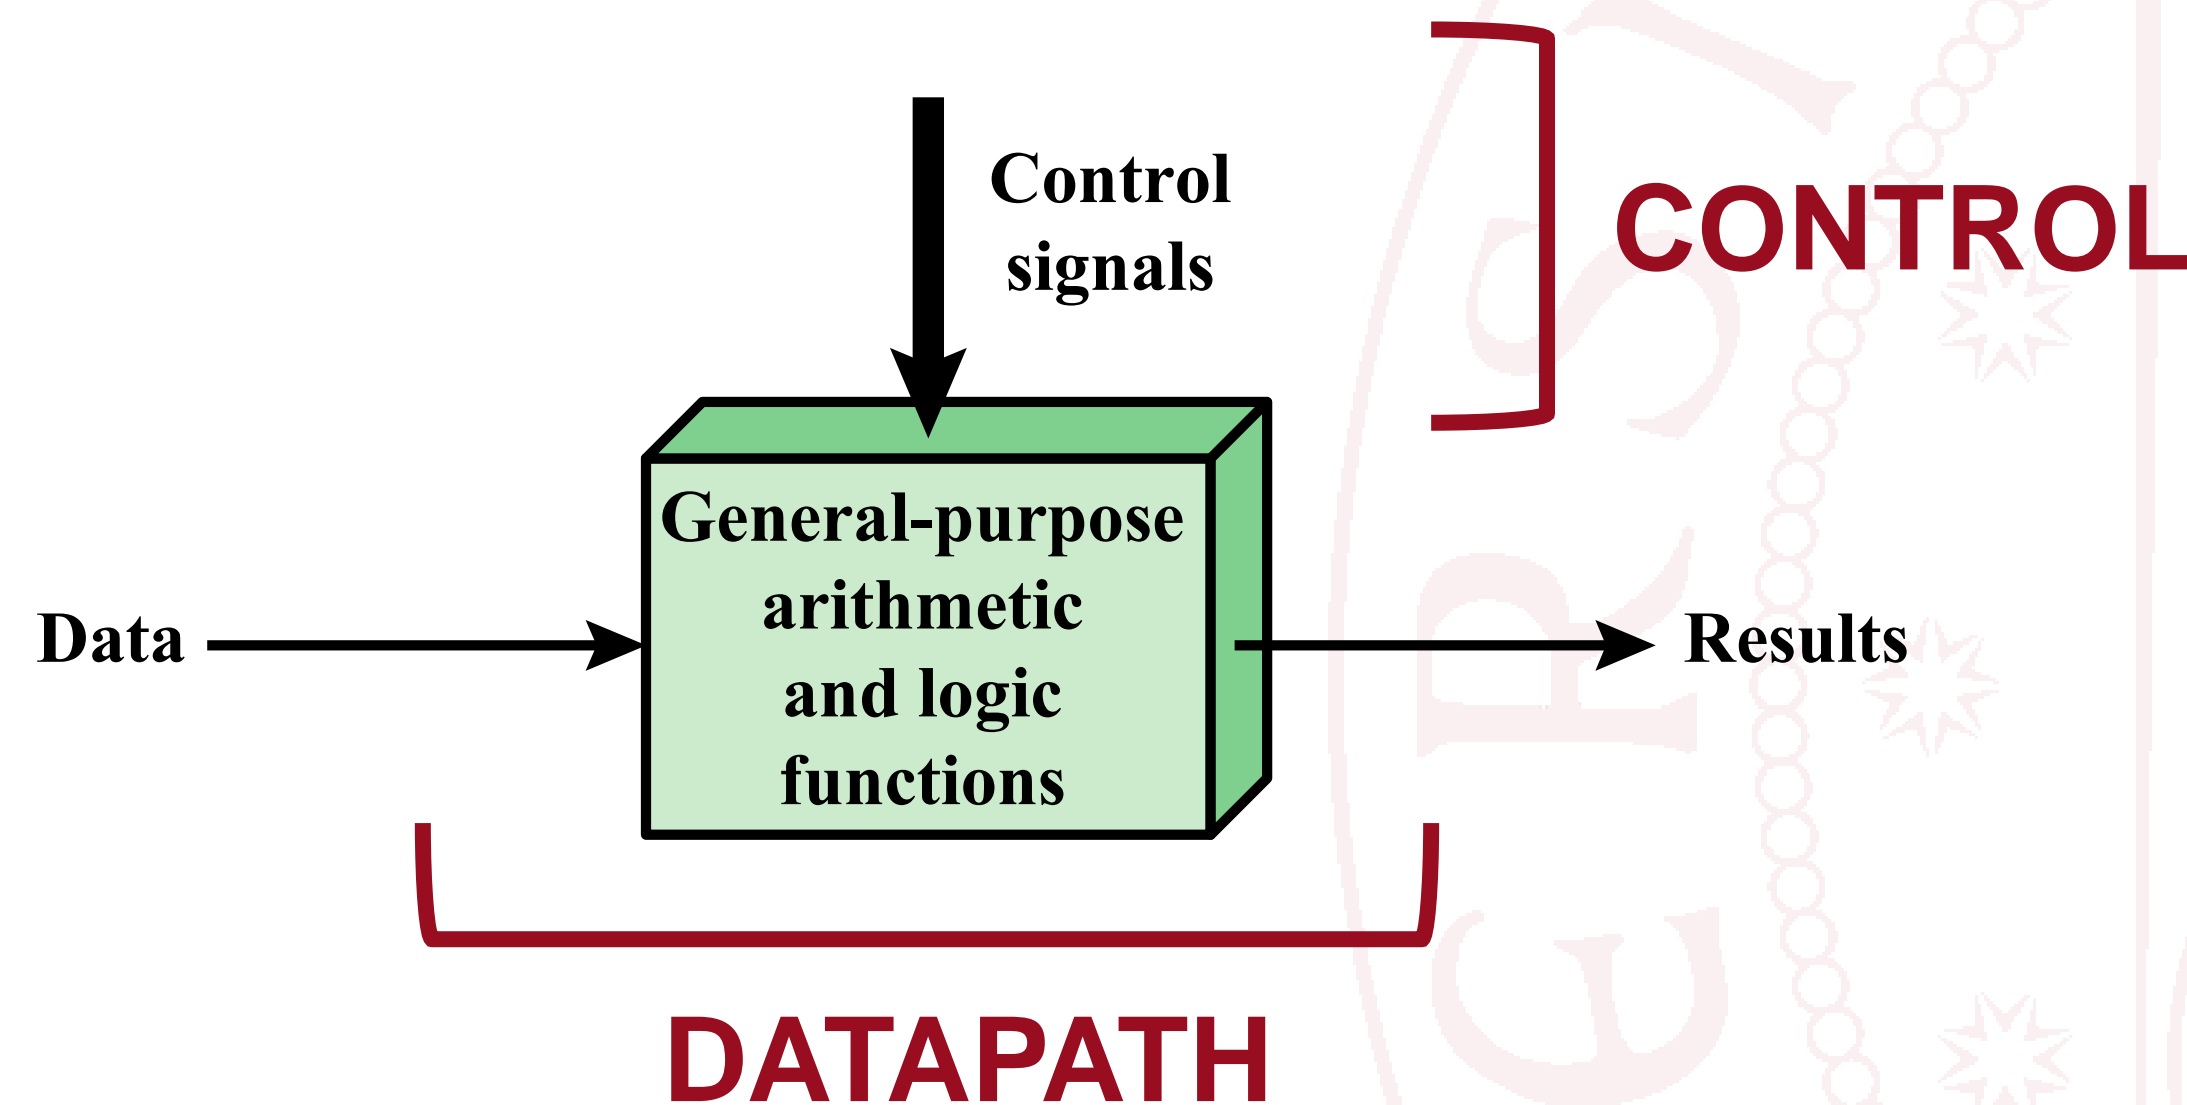 Control
signals
CONTROL
General-purpose
arithmetic
and logic
functions
Data
Results
DATAPATH